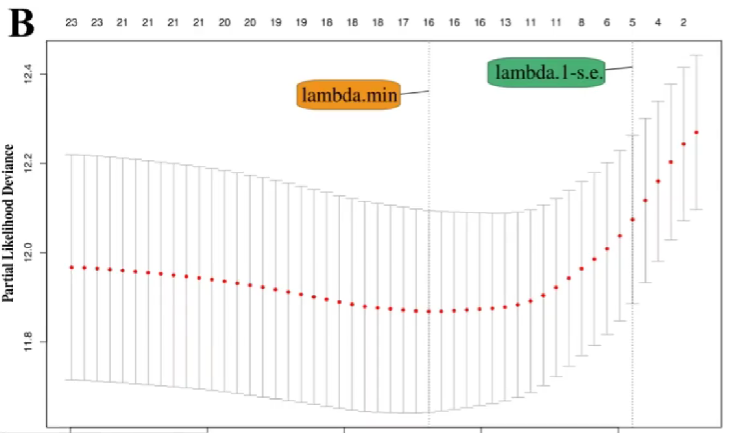 B
23 23 21 21 21 21 20 20 19 19 18 18 18 17 16 16 16 13 11 11 8 9 6 5 4 2
lambda.min
lambda.1-s.e.
Partial Likelihood Deviance
12.4
12.2
12.0
11.8